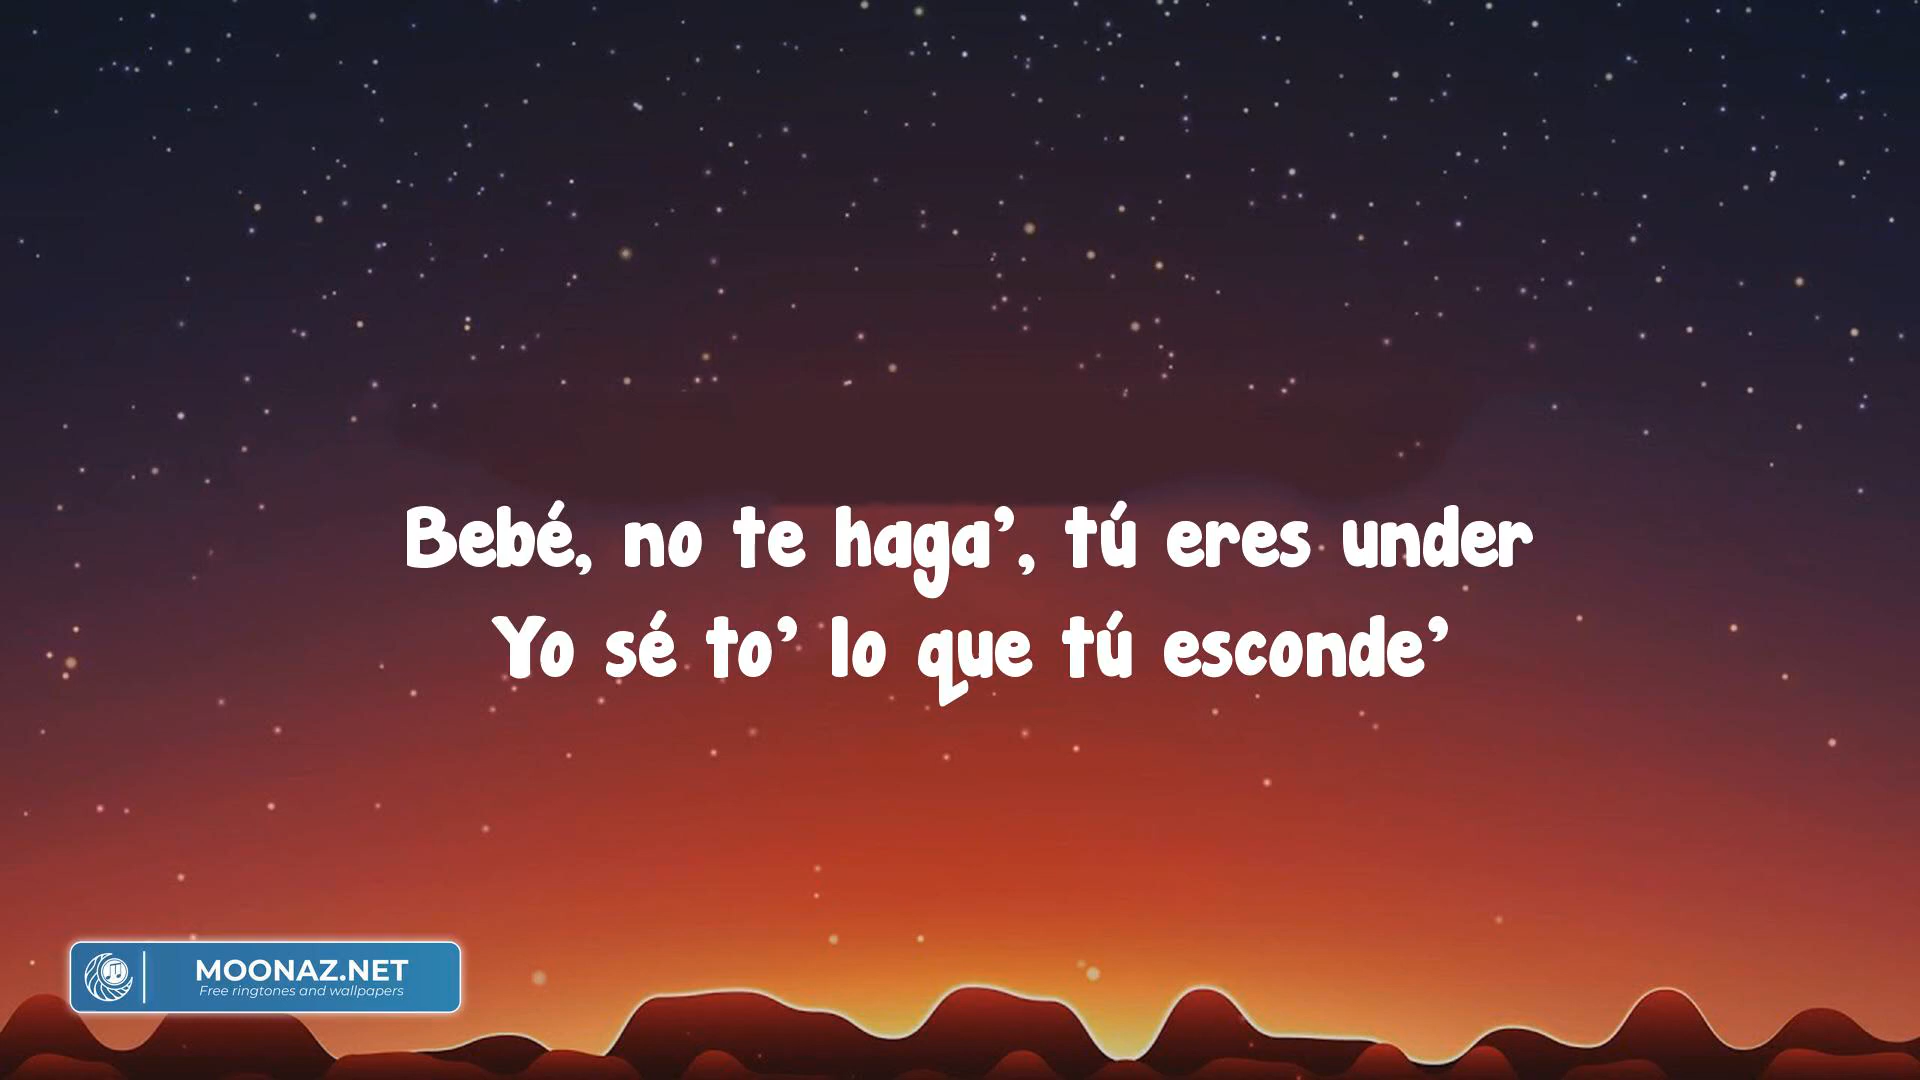 Bebé, no te haga’, tú eres under
Yo sé to’ lo que tú esconde’
MOONAZ.NET
Free ringtones and wallpapers